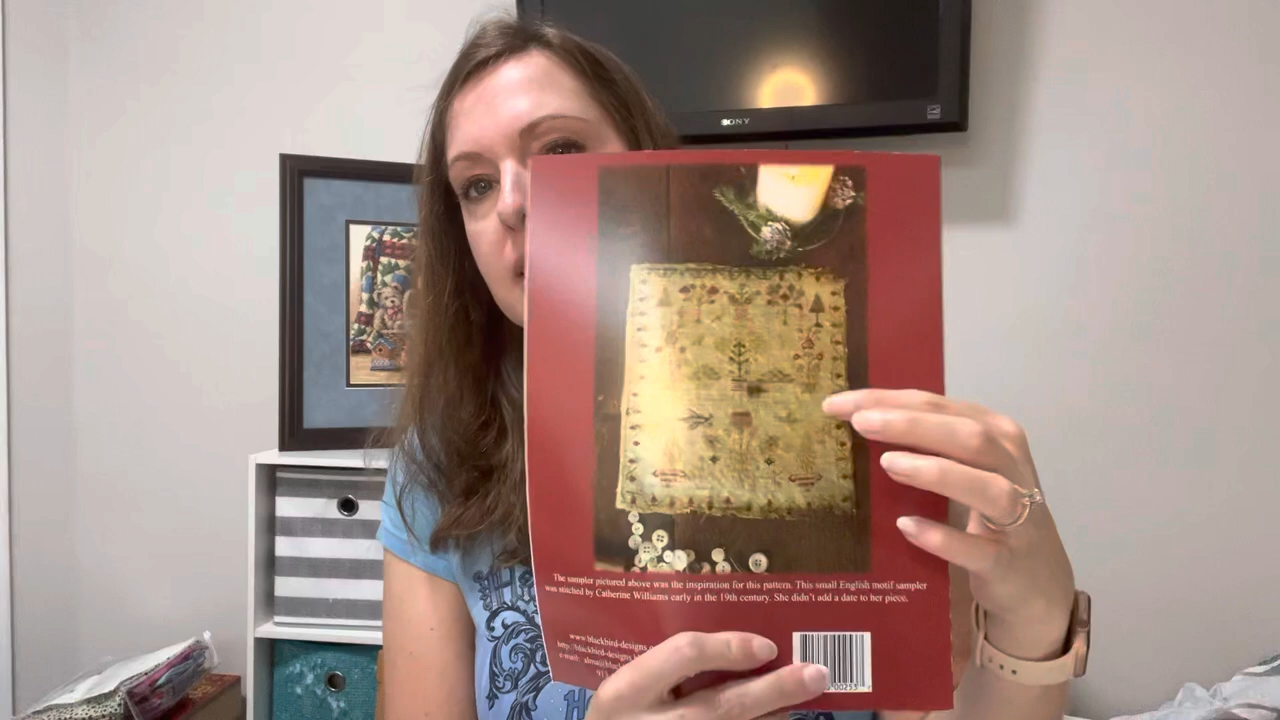 SONY
The sampler pictured above was the inspiration for this pattern. This small English motif sampler
was stitched by Catherine Williams early in the 19th century. She didn't add a date to her piece.
www.blackbird-designs
http://blackbird-designs
e-mail:
00253